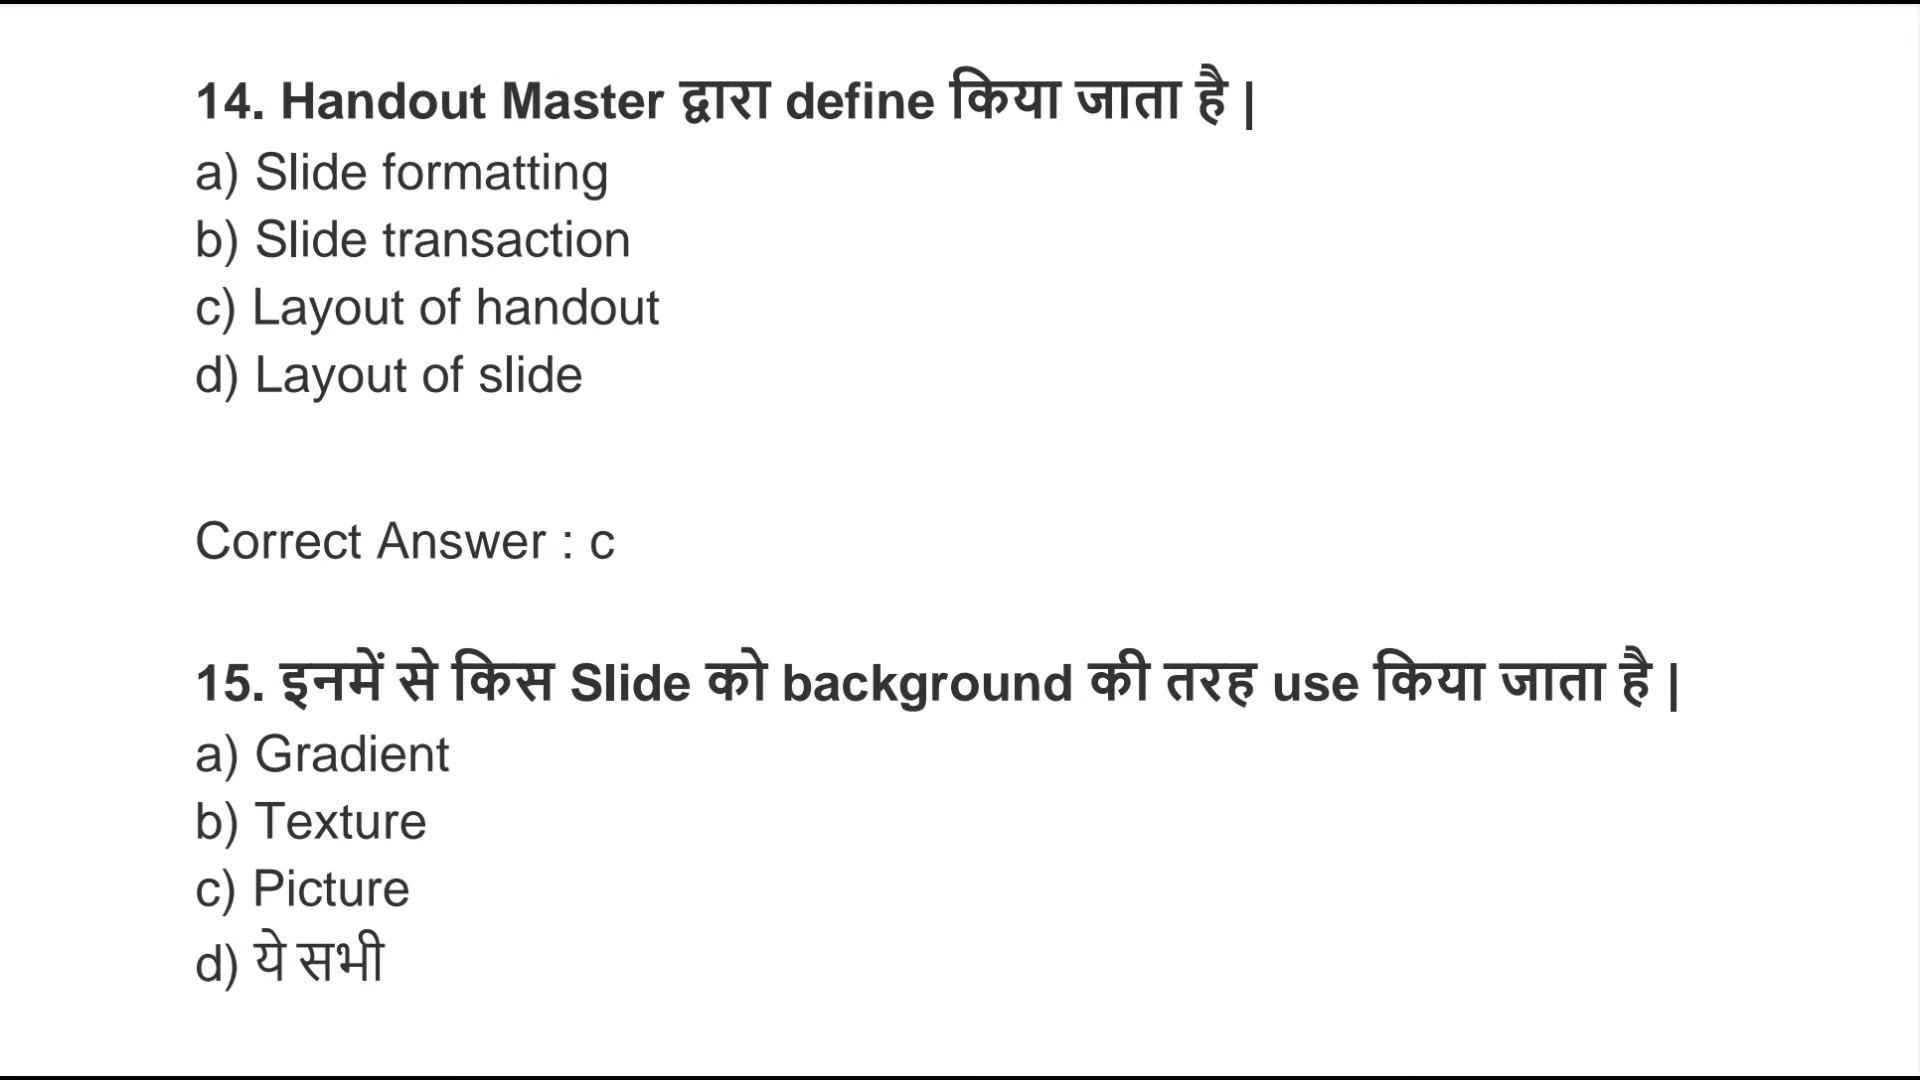 14. Handout Master द्वारा define किया जाता है |
a) Slide formatting
b) Slide transaction
c) Layout of handout
d) Layout of slide
Correct Answer : c
15. इनमें से किस Slide को background की तरह use किया जाता है |
a) Gradient
b) Texture
c) Picture
d) ये सभी